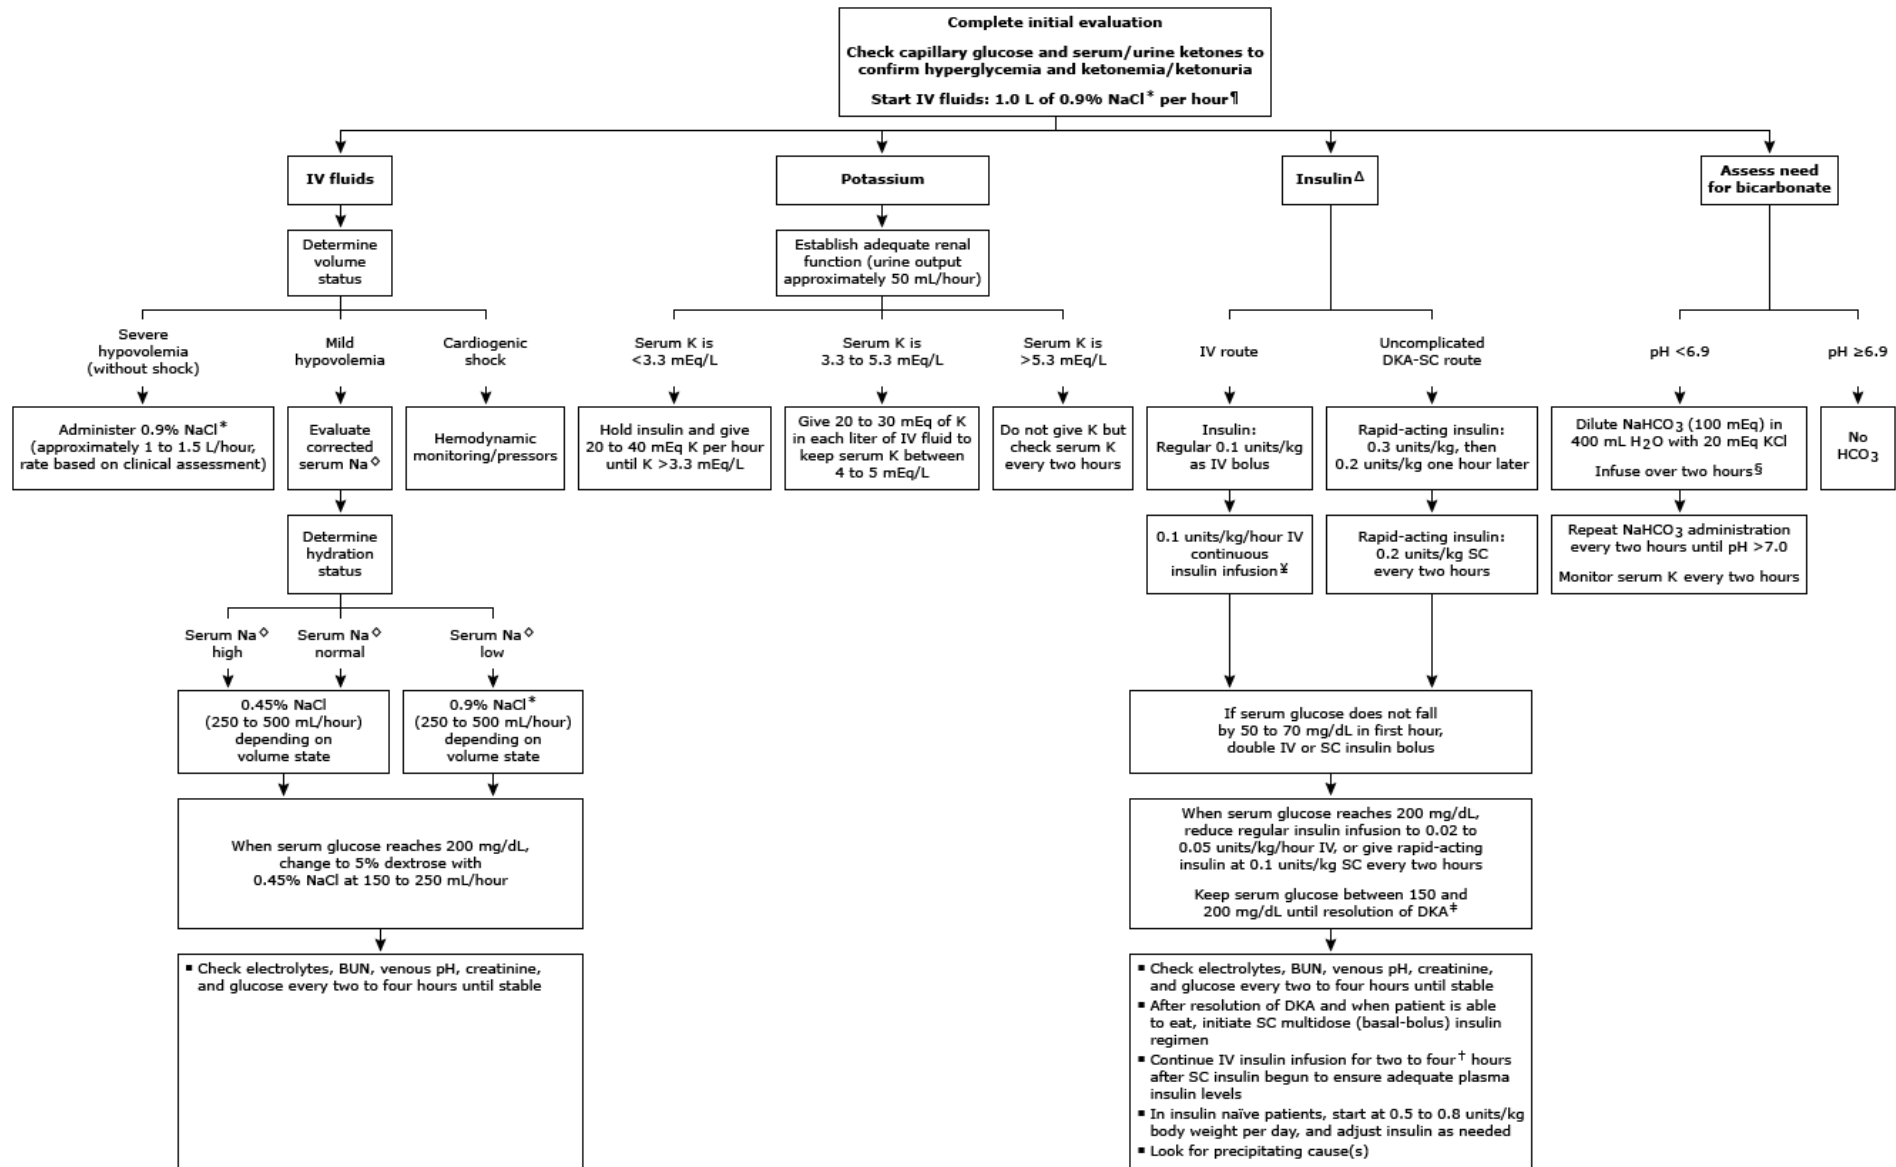 Complete initial evaluation
Check capillary glucose and serum/urine ketones to
confirm hyperglycemia and ketonemia/ketonuria
Start IV fluids: 1.0 L of 0.9% NaCl* per hour¶
IV fluids
Determine
volume
status
Severe
hypovolemia
(without shock)
Administer 0.9% NaCl*
(approximately 1 to 1.5 L/hour,
rate based on clinical assessment)
Mild
hypovolemia
Evaluate
corrected
serum Na◇
Cardiogenic
shock
Hemodynamic
monitoring/pressors
Determine
hydration
status
Serum Na◇
high
Serum Na◇
normal
Serum Na◇
low
0.45% NaCl
(250 to 500 mL/hour)
depending on
volume state
0.9% NaCl*
(250 to 500 mL/hour)
depending on
volume state
When serum glucose reaches 200 mg/dL,
change to 5% dextrose with
0.45% NaCl at 150 to 250 mL/hour
▪ Check electrolytes, BUN, venous pH, creatinine,
and glucose every two to four hours until stable
Potassium
Establish adequate renal
function (urine output
approximately 50 mL/hour)
Serum K is
<3.3 mEq/L
Hold insulin and give
20 to 40 mEq K per hour
until K >3.3 mEq/L
Serum K is
3.3 to 5.3 mEq/L
Give 20 to 30 mEq of K
in each liter of IV fluid to
keep serum K between
4 to 5 mEq/L
Serum K is
>5.3 mEq/L
Do not give K but
check serum K
every two hours
InsulinΔ
IV route
Insulin:
Regular 0.1 units/kg
as IV bolus
0.1 units/kg/hour IV
continuous
insulin infusion¥
Uncomplicated
DKA-SC route
Rapid-acting insulin:
0.3 units/kg, then
0.2 units/kg one hour later
Rapid-acting insulin:
0.2 units/kg SC
every two hours
If serum glucose does not fall
by 50 to 70 mg/dL in first hour,
double IV or SC insulin bolus
When serum glucose reaches 200 mg/dL,
reduce regular insulin infusion to 0.02 to
0.05 units/kg/hour IV, or give rapid-acting
insulin at 0.1 units/kg SC every two hours
Keep serum glucose between 150 and
200 mg/dL until resolution of DKA‡
▪ Check electrolytes, BUN, venous pH, creatinine,
and glucose every two to four hours until stable
▪ After resolution of DKA and when patient is able
to eat, initiate SC multidose (basal-bolus) insulin
regimen
▪ Continue IV insulin infusion for two to four† hours
after SC insulin begun to ensure adequate plasma
insulin levels
▪ In insulin naïve patients, start at 0.5 to 0.8 units/kg
body weight per day, and adjust insulin as needed
▪ Look for precipitating cause(s)
Assess need
for bicarbonate
pH <6.9
Dilute NaHCO3 (100 mEq) in
400 mL H2O with 20 mEq KCl
Infuse over two hours§
Repeat NaHCO3 administration
every two hours until pH >7.0
Monitor serum K every two hours
pH ≥6.9
No
HCO3